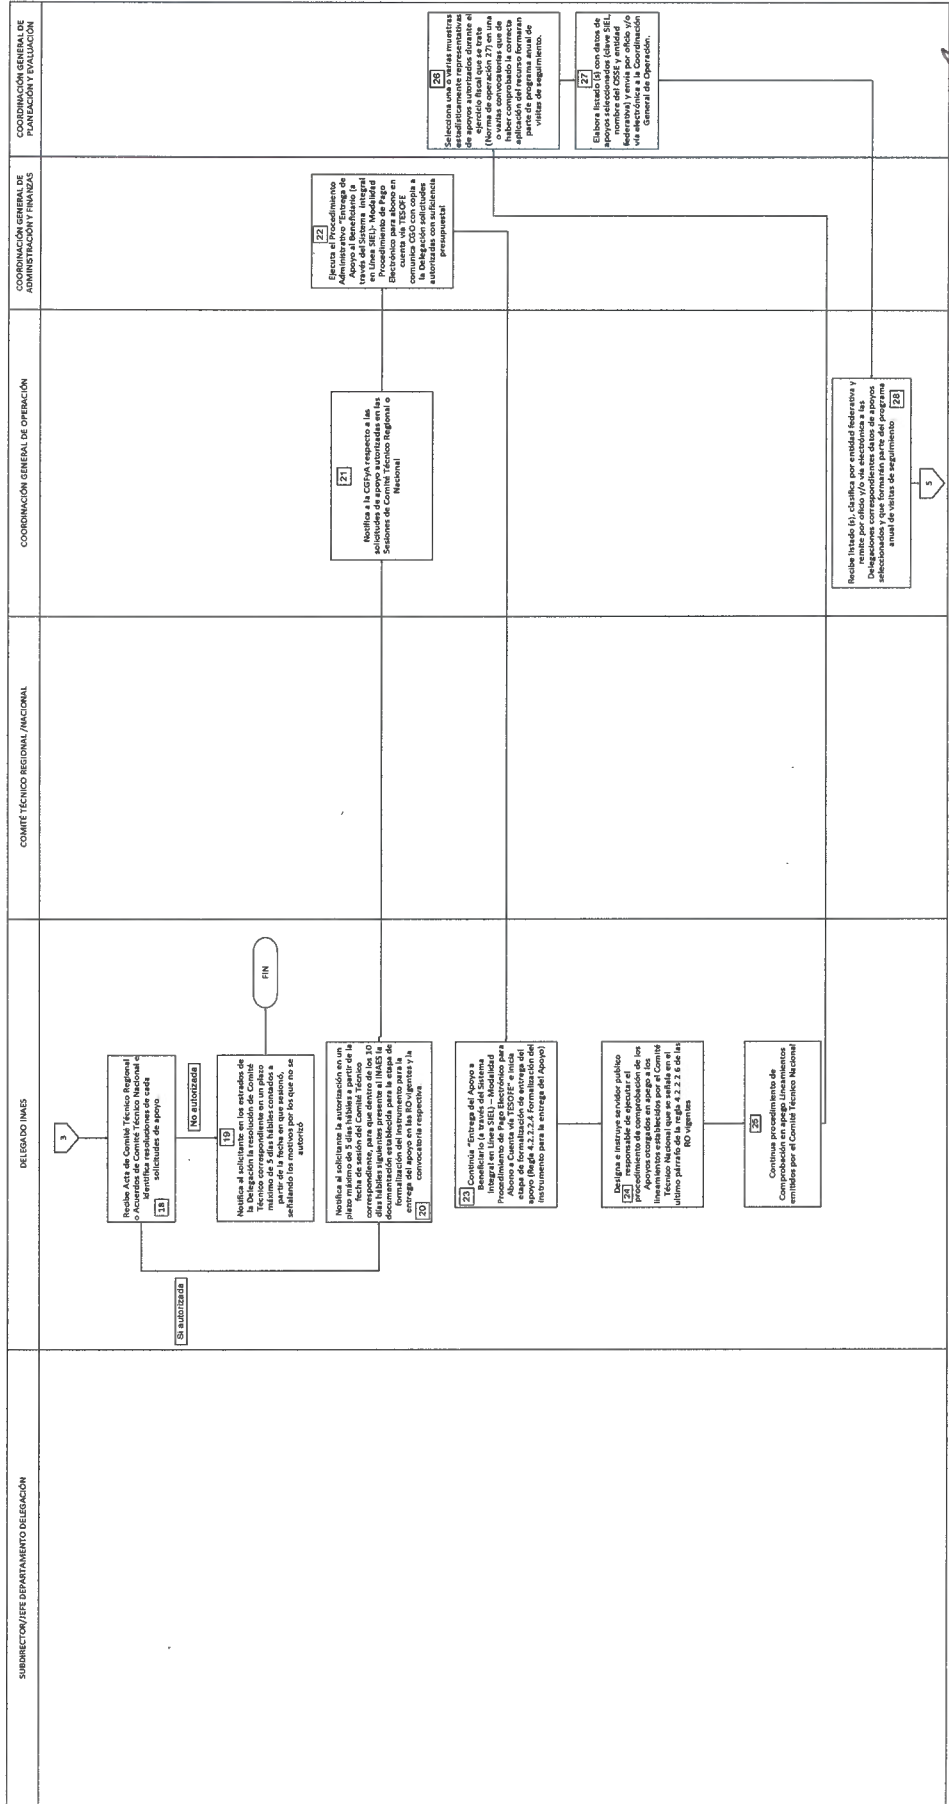 SUBDIRECTOR/JEFE DEPARTAMENTO DELEGACIÓN
DELEGADO INAES
COMITÉ TÉCNICO REGIONAL /NACIONAL
COORDINACIÓN GENERAL DE OPERACIÓN
COORDINACIÓN GENERAL DE
ADMINISTRACIÓN Y FINANZAS
COORDINACIÓN GENERAL DE
PLANEACIÓN Y EVALUACIÓN
3
Recibe Acta de Comité Técnico Regional
o Acuerdos de Comité Técnico Nacional e
identifica resoluciones de cada
solicitudes de apoyo.
18
Si autorizada
No autorizada
19
Notifica al solicitante en los estrados de
la Delegación la resolución de Comité
Técnico correspondiente en un plazo
máximo de 5 días hábiles contados a
partir de la fecha en que sesionó,
señalando los motivos por los que no se
autorizó
FIN
Notifica al solicitante la autorización en un
plazo máximo de 5 días hábiles a partir de la
fecha de sesión del Comité Técnico
correspondiente, para que dentro de los 10
días hábiles siguientes presente al INAES la
documentación establecida para la etapa de
formalización del instrumento para la
entrega del apoyo en las RO vigentes y la
convocatoria respectiva
20
21
Notifica a la CGFyA respecto a las
solicitudes de apoyo autorizadas en las
Sesiones de Comité Técnico Regional o
Nacional
22
Ejecuta el Procedimiento
Administrativo "Entrega de
Apoyo al Beneficiario (a
través del Sistema Integral
en Línea SIEL)- Modalidad
Procedimiento de Pago
Electrónico para abono en
cuenta vía TESOFE
comunica CGO con copia a
la Delegación solicitudes
autorizadas con suficiencia
presupuestal
23 Continúa "Entrega del Apoyo a
Beneficiario (a través del Sistema
Integral en Línea SIEL) – Modalidad
Procedimiento de Pago Electrónico para
Abono a Cuenta vía TESOFE" e inicia
etapa de formalización de entrega del
apoyo (Regla 4.2.2.2.4 Formalización del
instrumento para la entrega del Apoyo)
Designa e instruye servidor publico
24 responsable de ejecutar el
procedimiento de comprobación de los
Apoyos otorgados en apego a los
lineamientos establecidos por el Comité
Técnico Nacional que se señala en el
ultimo párrafo de la regla 4.2.2.2.6 de las
RO vigentes
25
Continua procedimiento de
Comprobación en apego Lineamientos
emitidos por el Comité Técnico Nacional
26
Selecciona una o varias muestras
estadísticamente representativas
de apoyos autorizados durante el
ejercicio fiscal que se trate
(Norma de operación 27) en una
o varias convocatorias que de
haber comprobado la correcta
aplicación del recurso formaran
parte de programa anual de
visitas de seguimiento.
27
Elabora listado (s) con datos de
apoyos seleccionados (clave SIEL,
nombre del OSSE y entidad
federativa) y envía por oficio y/o
vía electrónica a la Coordinación
General de Operación.
Recibe listado (s), clasifica por entidad federativa y
remite por oficio y/o vía electrónica a las
Delegaciones correspondientes datos de apoyos
seleccionados y que formarán parte del programa
anual de visitas de seguimiento
28
5